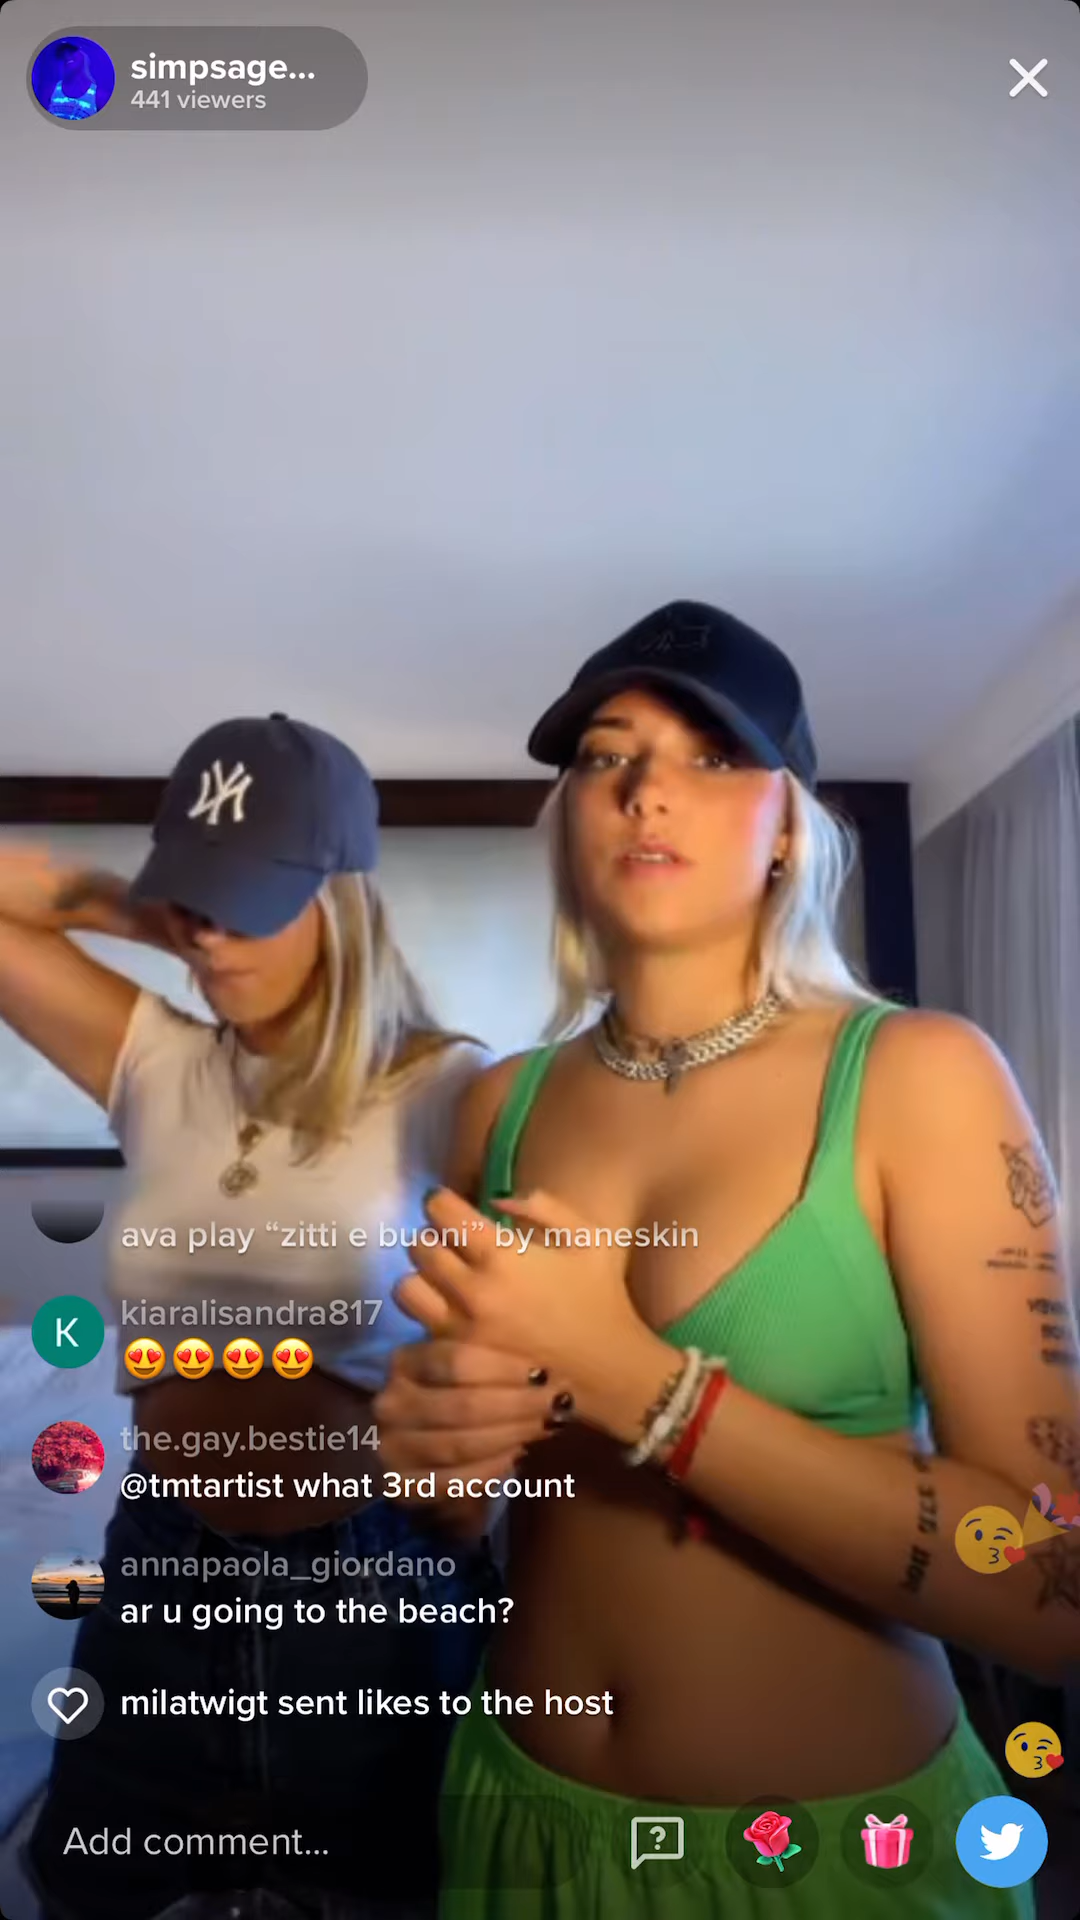 simpsage...
441 viewers
NY
ava play “zitti e buoni” by maneskin
kiaralisandra817
K
😍😍😍😍
the.gay.bestie14
@tmtartist what 3rd account
annapaola_giordano
ar u going to the beach?
milatwigt sent likes to the host
Add comment...